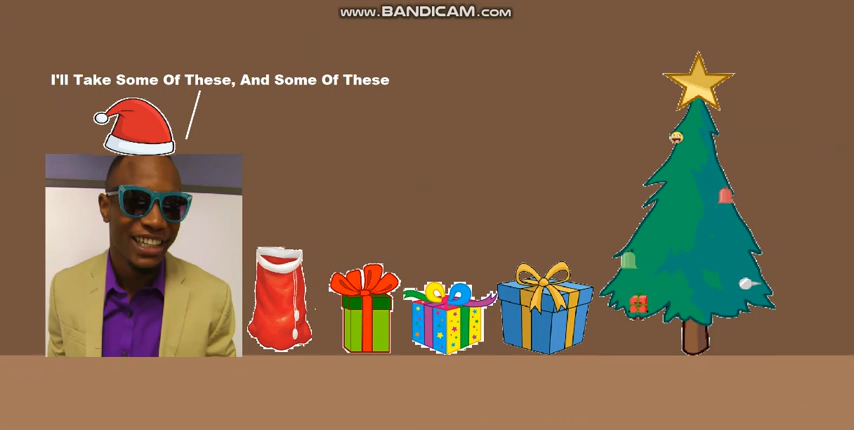 www.BANDICAM.com
I'll Take Some Of These, And Some Of These